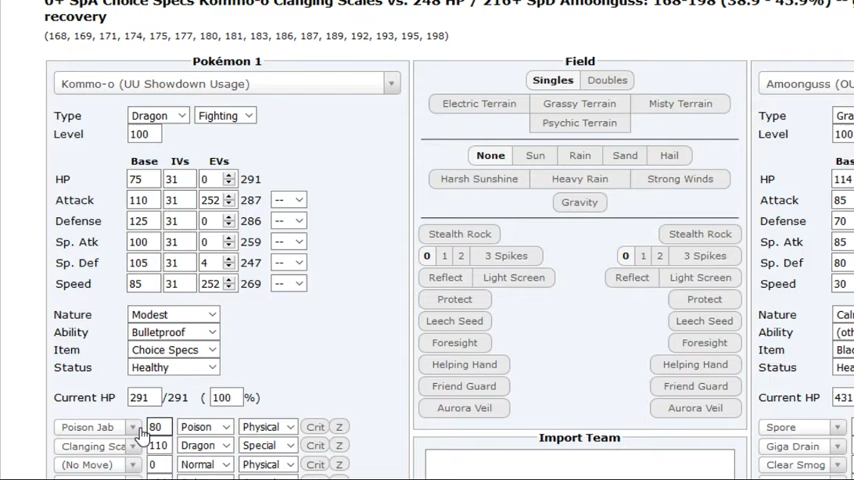 0+ SpA Choice Specs Kommo-o Clanging Scales vs. 248 HP / 216+ SpD Amoonguss: 168-198 (38.9 - 45.9%) --
recovery
(168, 169, 171, 174, 175, 177, 180, 181, 183, 186, 187, 189, 192, 193, 195, 198)
Pokémon 1
Kommo-o (UU Showdown Usage)
Type Dragon Fighting
Level 100
Base IVs EVs
HP 75 31 0 291
Attack 110 31 252 287 --
Defense 125 31 0 286 --
Sp. Atk 100 31 0 259 --
Sp. Def 105 31 4 247 --
Speed 85 31 252 269 --
Nature Modest
Ability Bulletproof
Item Choice Specs
Status Healthy
Current HP 291 /291 ( 100 %)
Poison Jab 80 Poison Physical Crit Z
Clanging Sca 110 Dragon Special Crit Z
(No Move) 0 Normal Physical Crit Z
Field
Singles Doubles
Electric Terrain Grassy Terrain Misty Terrain
Psychic Terrain
None Sun Rain Sand Hail
Harsh Sunshine Heavy Rain Strong Winds
Gravity
Stealth Rock Stealth Rock
0 1 2 3 Spikes 0 1 2 3 Spikes
Reflect Light Screen Reflect Light Screen
Protect Protect
Leech Seed Leech Seed
Foresight Foresight
Helping Hand Helping Hand
Friend Guard Friend Guard
Aurora Veil Aurora Veil
Import Team
Amoonguss (OU
Type Gra
Level 100
Base
HP 114
Attack 85
Defense 70
Sp. Atk 85
Sp. Def 80
Speed 30
Nature Calm
Ability (oth
Item Blac
Status Heal
Current HP 431
Spore
Giga Drain
Clear Smog